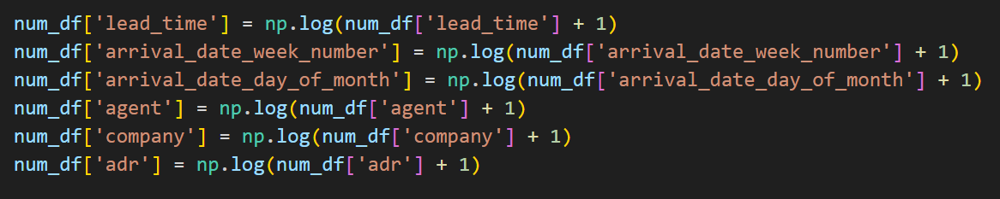 num_df['lead_time'] = np.log(num_df['lead_time'] + 1)
num_df['arrival_date_week_number'] = np.log(num_df['arrival_date_week_number'] + 1)
num_df['arrival_date_day_of_month'] = np.log(num_df['arrival_date_day_of_month'] + 1)
num_df['agent'] = np.log(num_df['agent'] + 1)
num_df['company'] = np.log(num_df['company'] + 1)
num_df['adr'] = np.log(num_df['adr'] + 1)